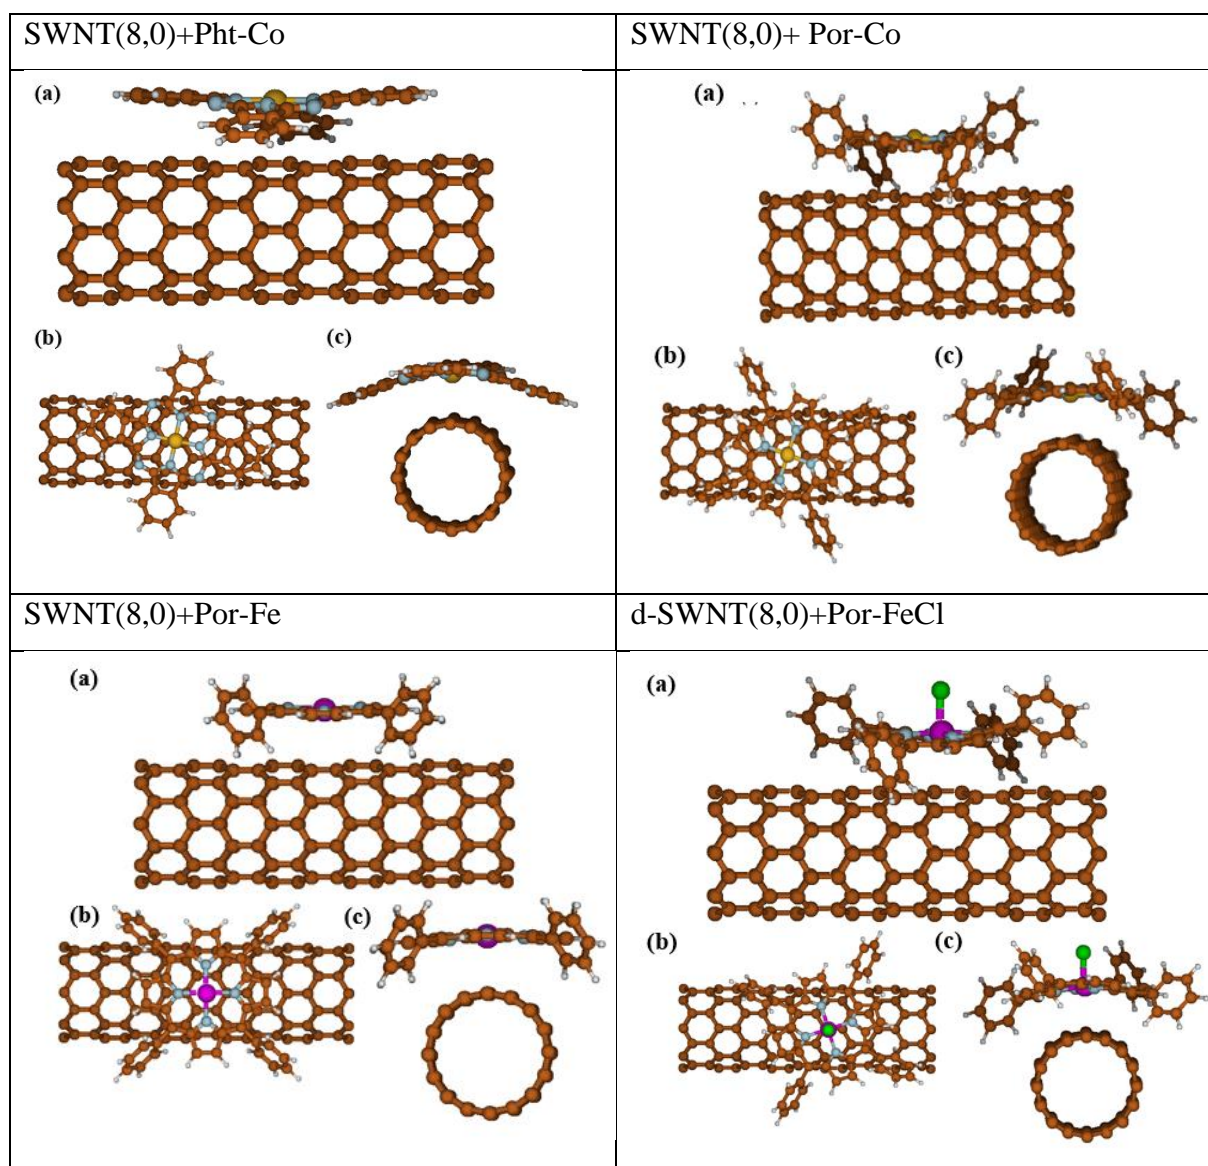 SWNT(8,0)+Pht-Co
(a)
(b)
(c)
SWNT(8,0)+ Por-Co
(a)
(b)
(c)
SWNT(8,0)+Por-Fe
(a)
(b)
(c)
d-SWNT(8,0)+Por-FeCl
(a)
(b)
(c)